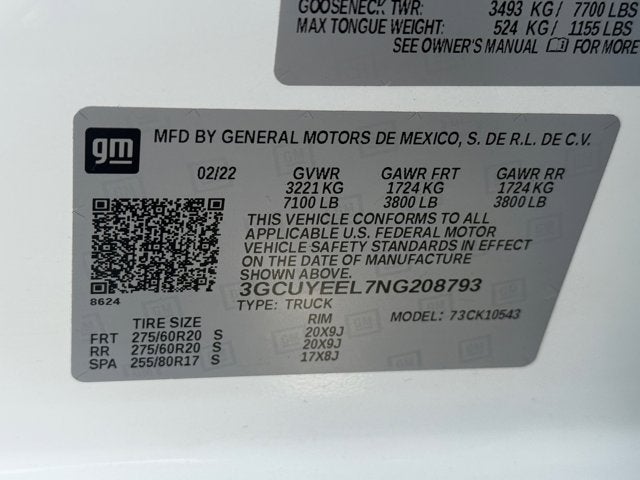 GOOSENECK TWR: 3493 KG / 7700 LBS
MAX TONGUE WEIGHT: 524 KG / 1155 LBS
SEE OWNER'S MANUAL FOR MORE
gm MFD BY GENERAL MOTORS DE MEXICO, S. DE R.L. DE C.V.
02/22 GVWR GAWR FRT GAWR RR
3221 KG 1724 KG 1724 KG
7100 LB 3800 LB 3800 LB
THIS VEHICLE CONFORMS TO ALL
APPLICABLE U.S. FEDERAL MOTOR
VEHICLE SAFETY STANDARDS IN EFFECT
ON THE DATE OF MANUFACTURE
SHOWN ABOVE.
3GCUYEEL7NG208793
8624
TYPE: TRUCK MODEL: 73CK10543
TIRE SIZE RIM
FRT 275/60R20 S 20X9J
RR 275/60R20 S 20X9J
SPA 255/80R17 S 17X8J